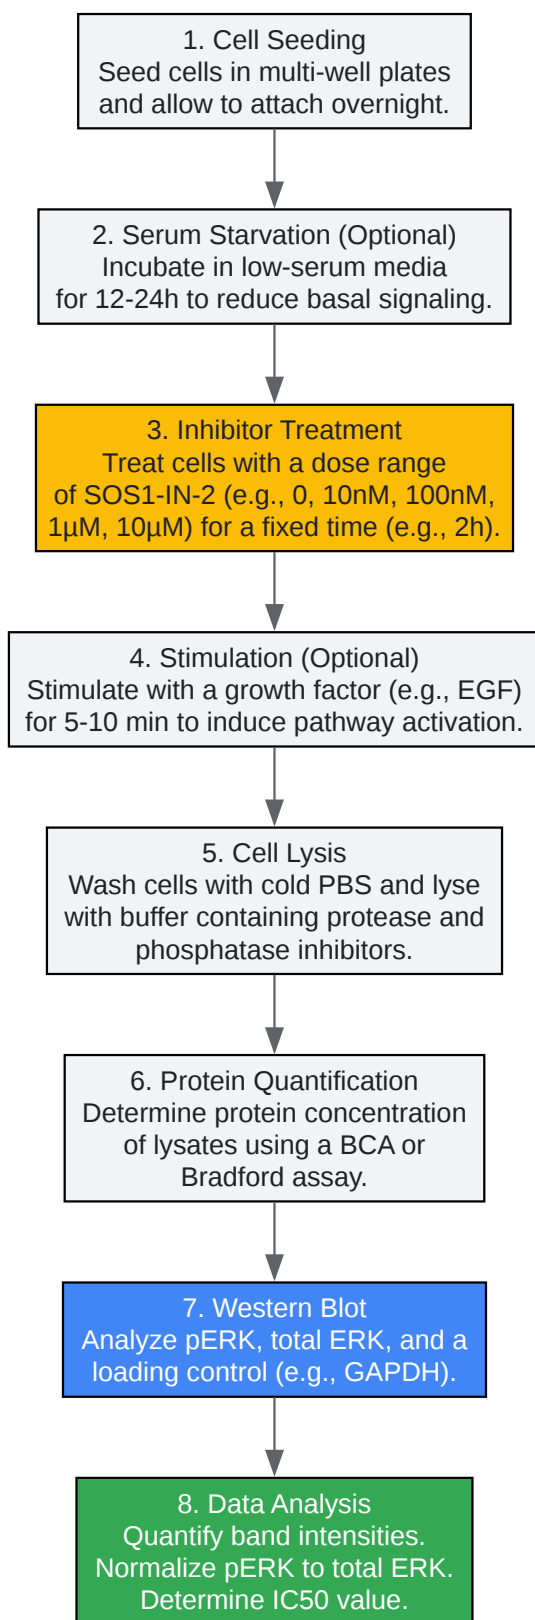 1. Cell Seeding
Seed cells in multi-well plates
and allow to attach overnight.
2. Serum Starvation (Optional)
Incubate in low-serum media
for 12-24h to reduce basal signaling.
3. Inhibitor Treatment
Treat cells with a dose range
of SOS1-IN-2 (e.g., 0, 10nM, 100nM,
1µM, 10µM) for a fixed time (e.g., 2h).
4. Stimulation (Optional)
Stimulate with a growth factor (e.g., EGF)
for 5-10 min to induce pathway activation.
5. Cell Lysis
Wash cells with cold PBS and lyse
with buffer containing protease and
phosphatase inhibitors.
6. Protein Quantification
Determine protein concentration
of lysates using a BCA or
Bradford assay.
7. Western Blot
Analyze pERK, total ERK, and a
loading control (e.g., GAPDH).
8. Data Analysis
Quantify band intensities.
Normalize pERK to total ERK.
Determine IC50 value.